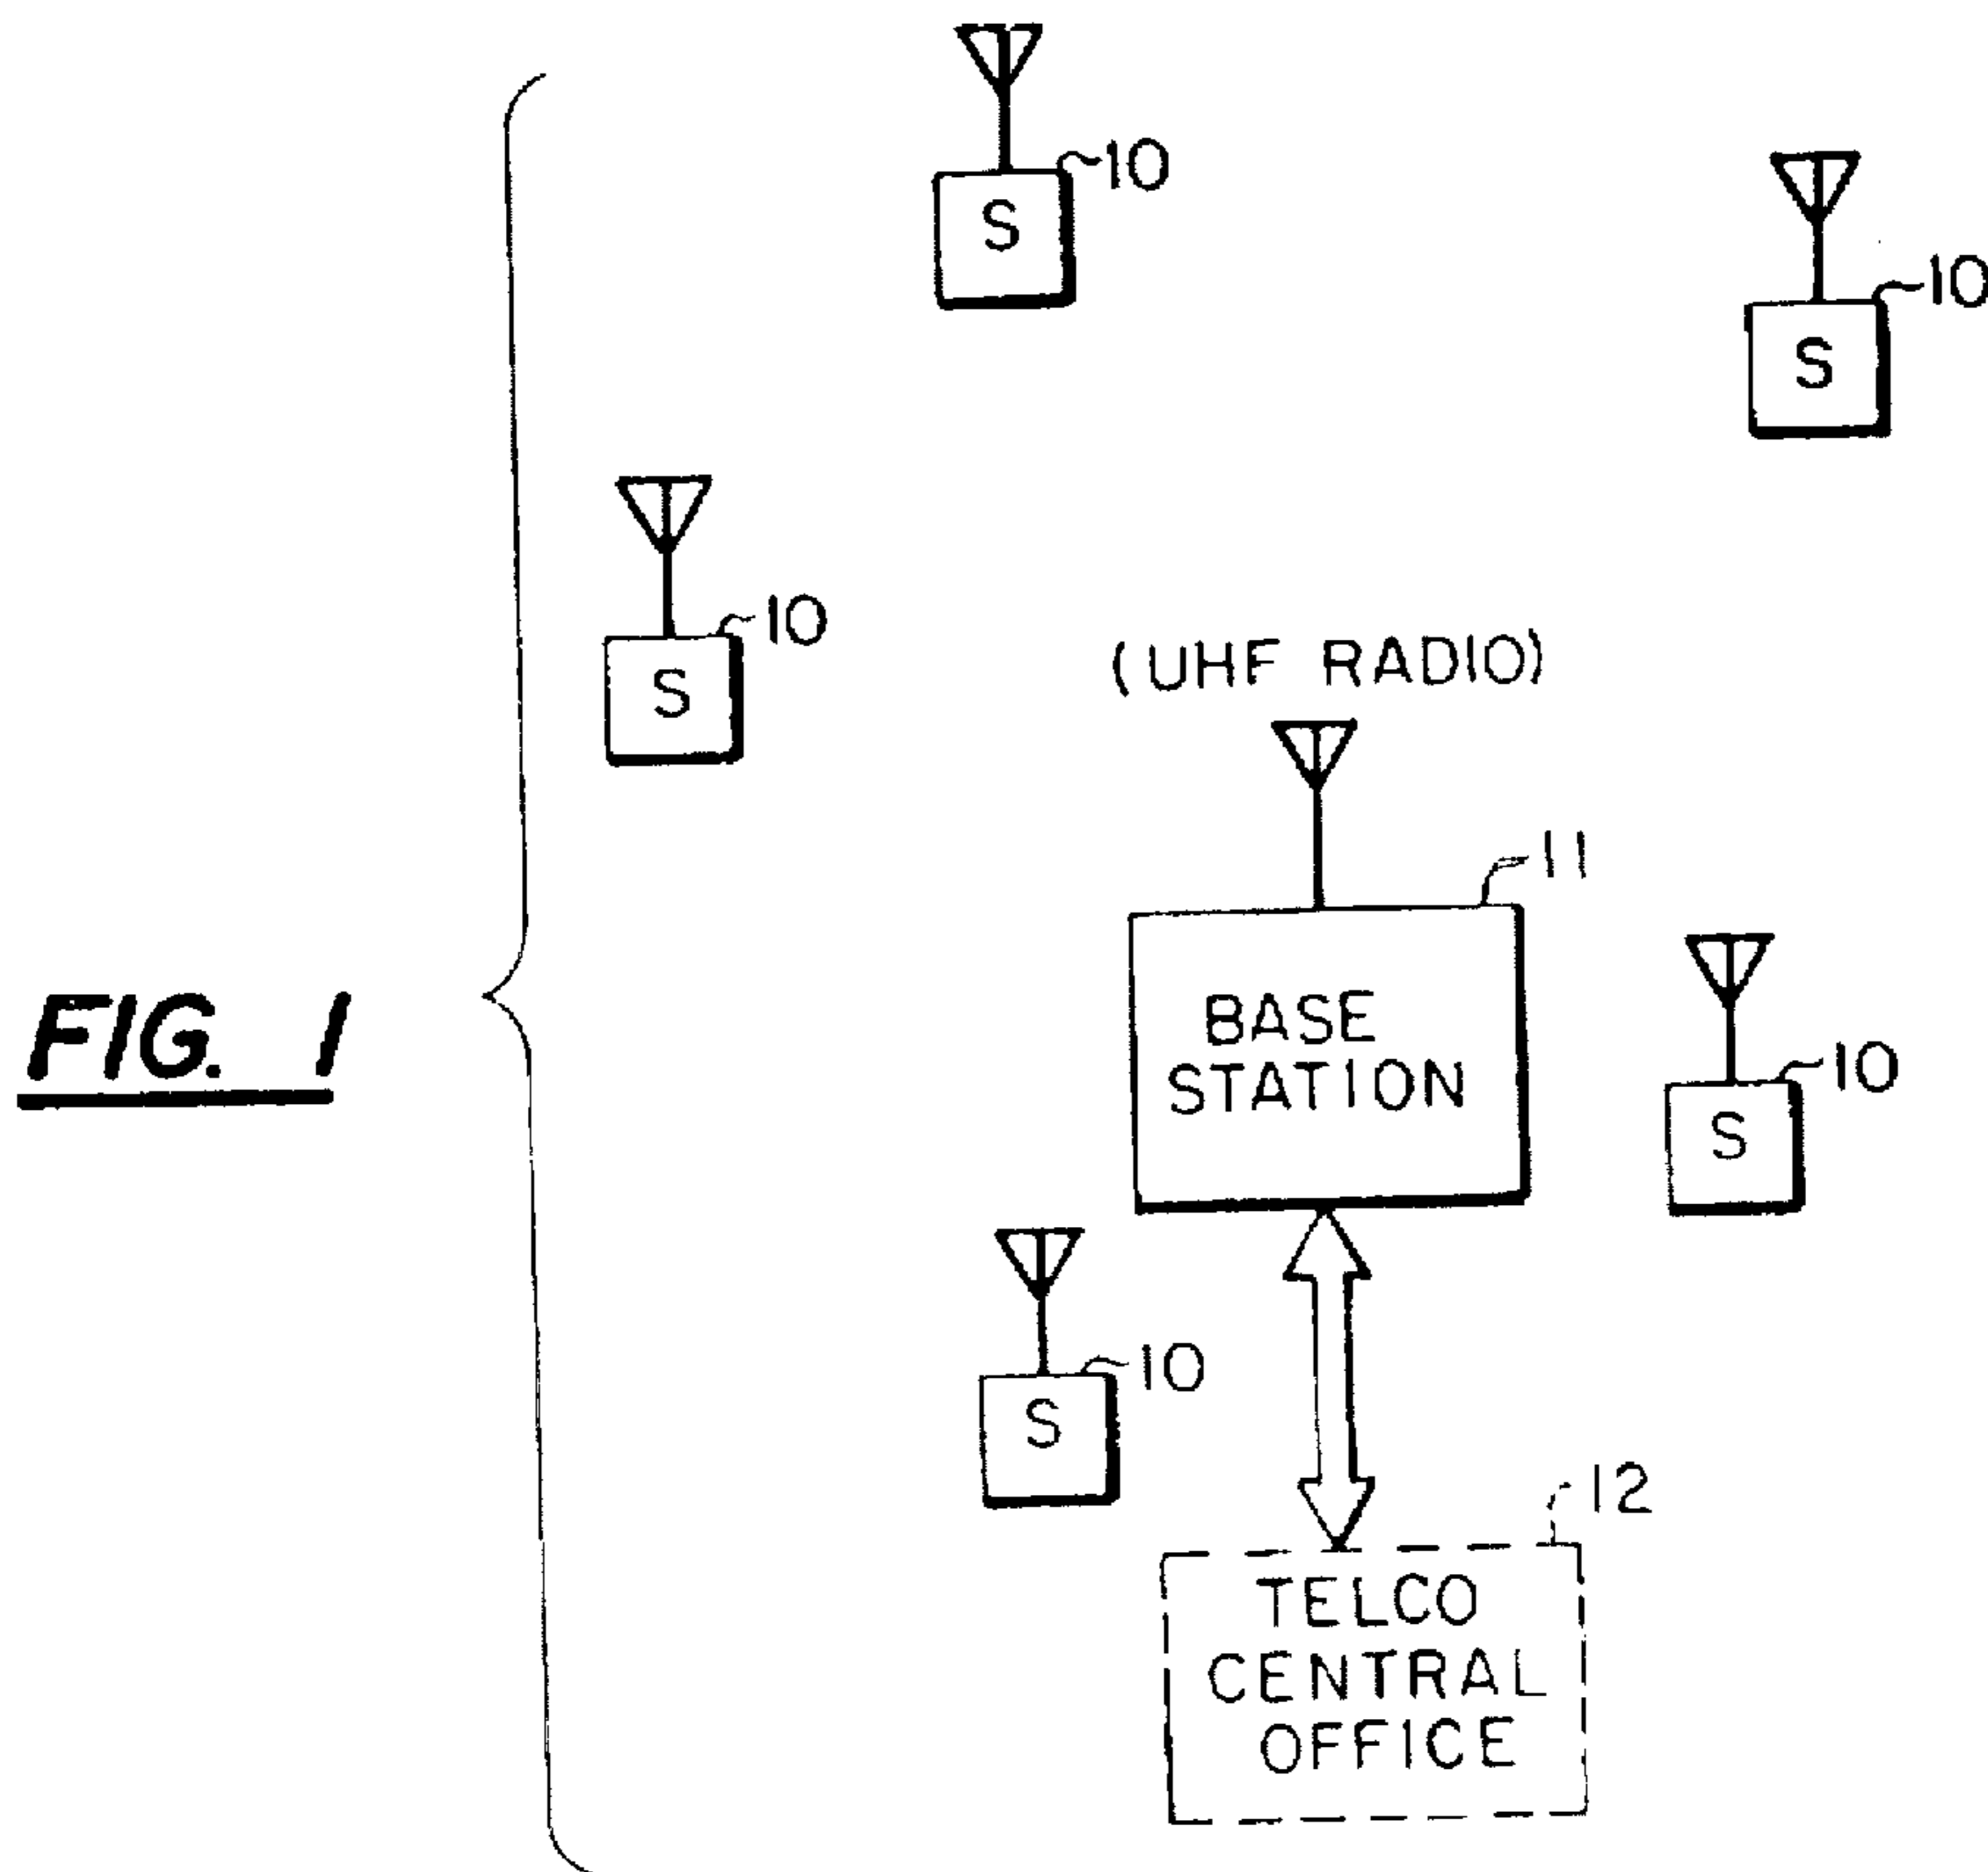 10
S
10
S
10
S
(UHF RADIO)
11
BASE
STATION
FIG. 1
10
S
10
S
12
TELCO
CENTRAL
OFFICE